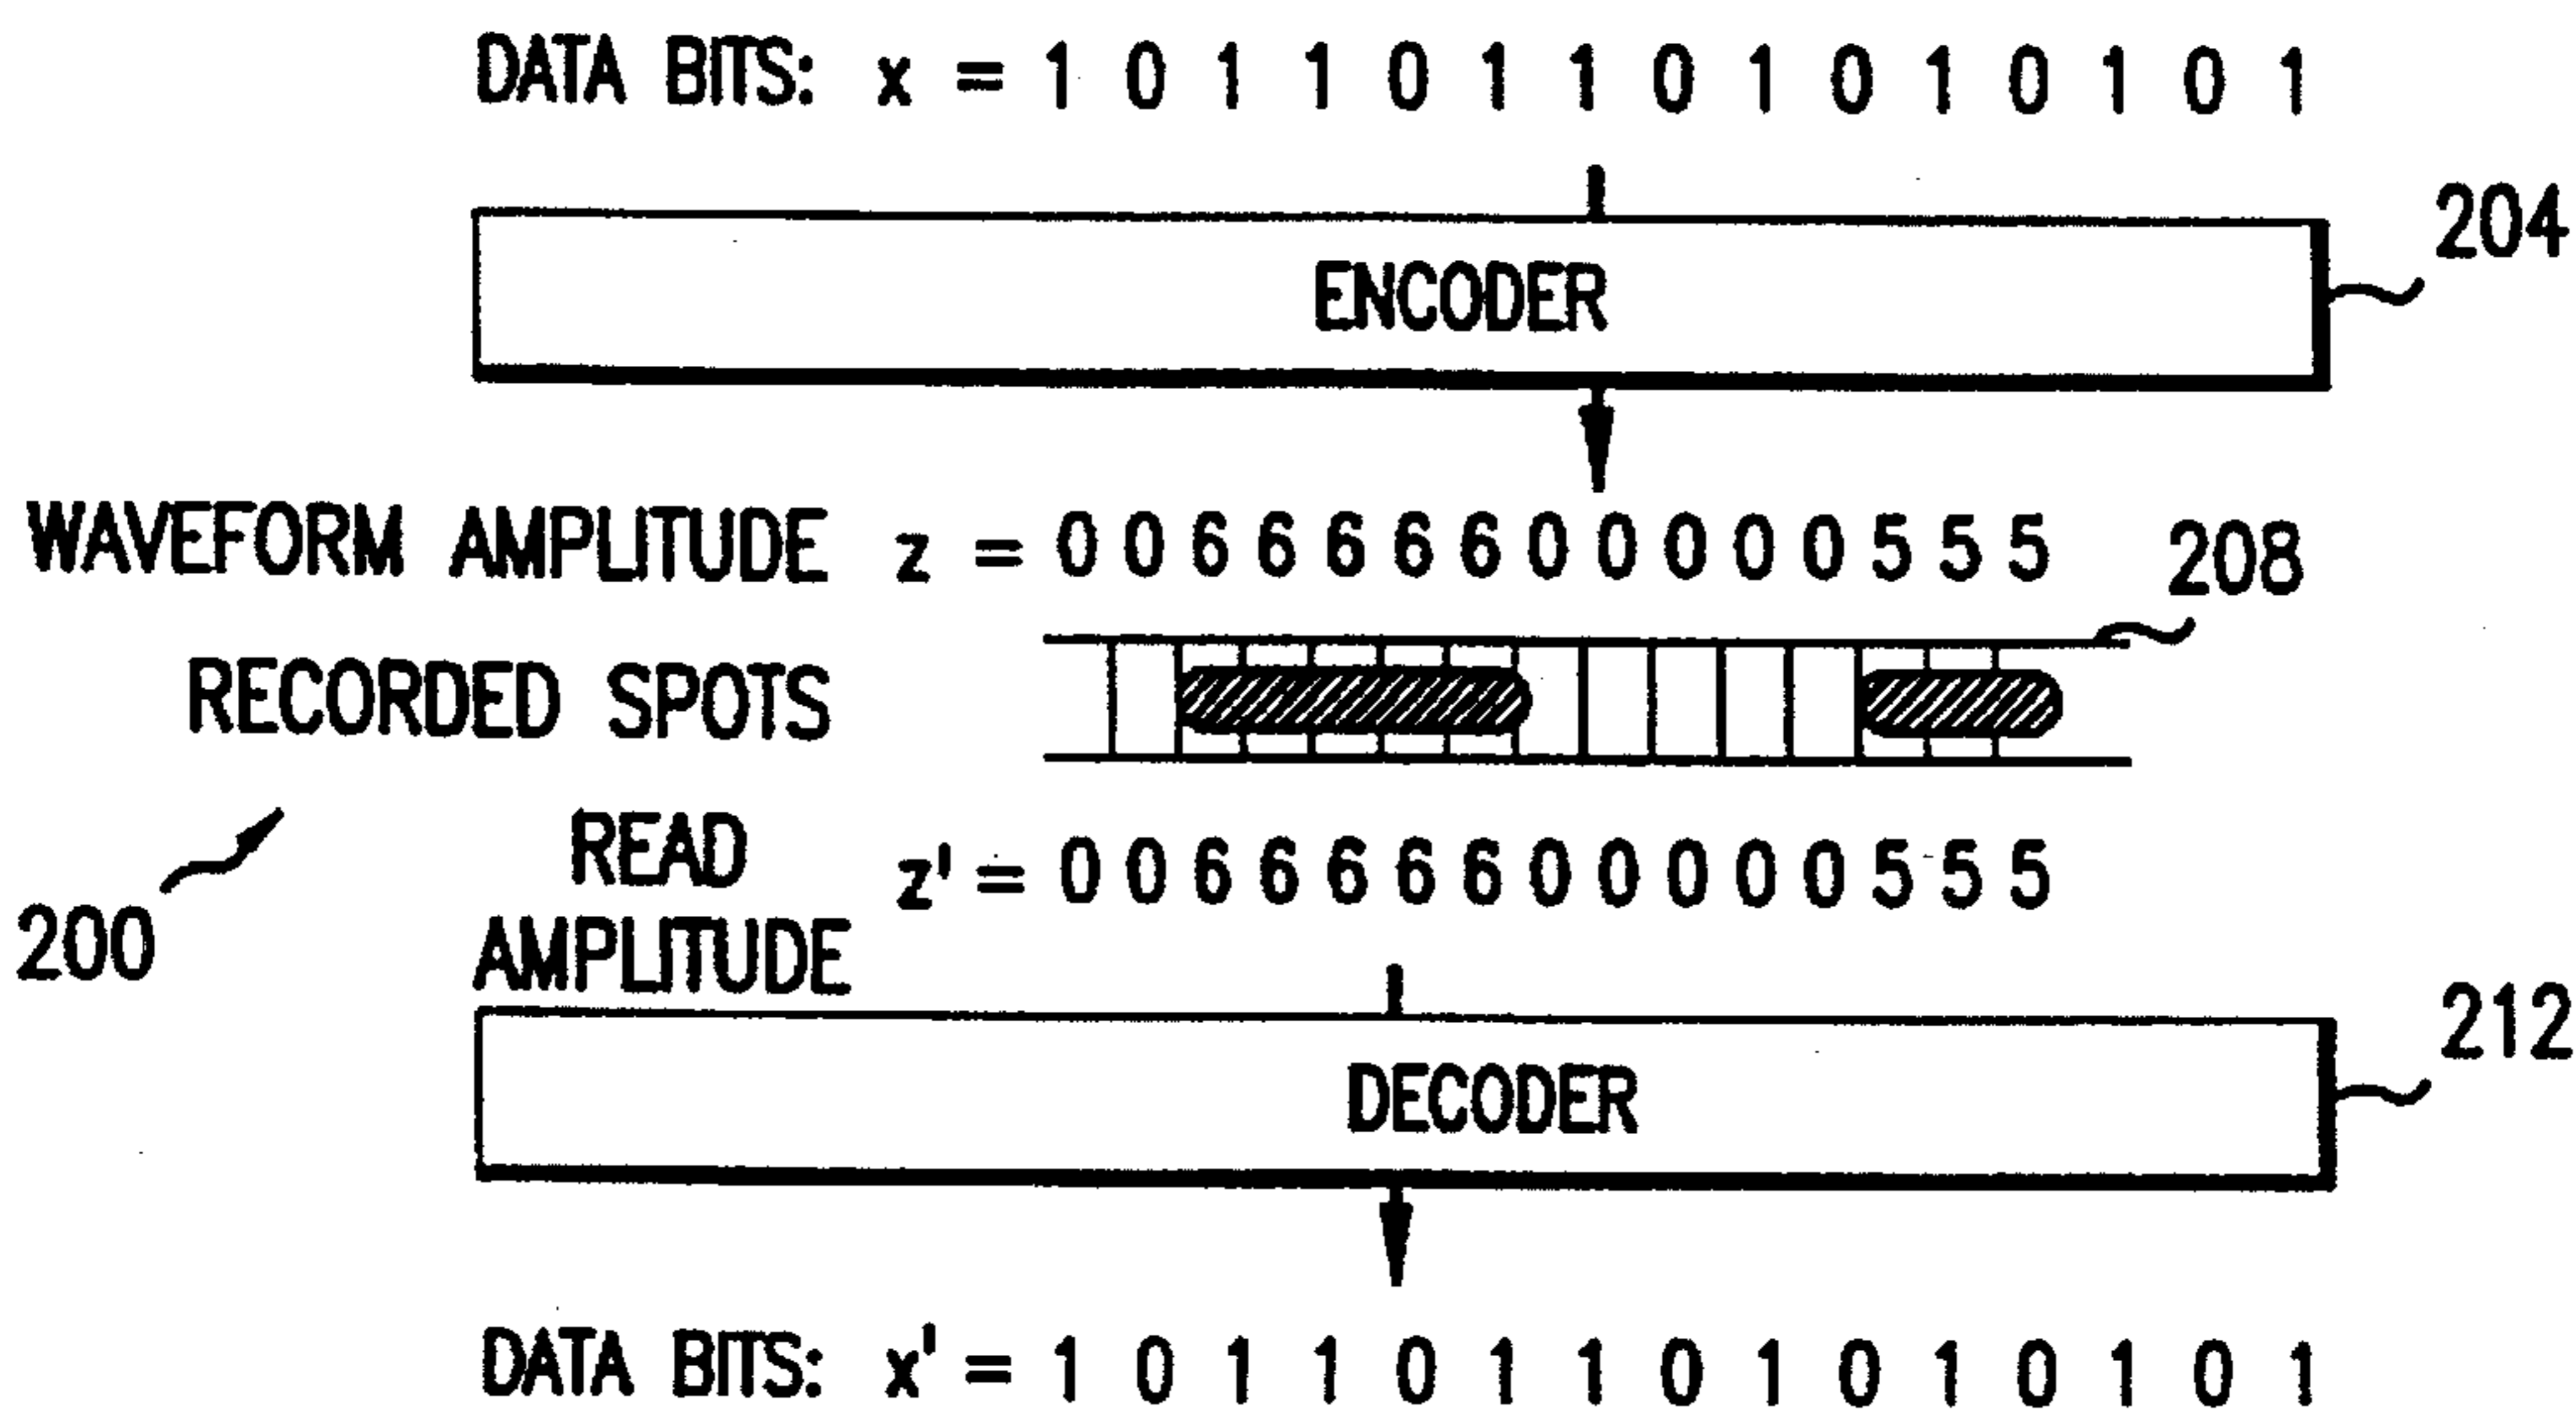 DATA BITS: x = 1 0 1 1 0 1 1 0 1 0 1 0 1 0 1
204
ENCODER
WAVEFORM AMPLITUDE z = 0 0 6 6 6 6 6 0 0 0 0 0 5 5 5
208
RECORDED SPOTS
READ AMPLITUDE z' = 0 0 6 6 6 6 6 0 0 0 0 0 5 5 5
200
212
DECODER
DATA BITS: x' = 1 0 1 1 0 1 1 0 1 0 1 0 1 0 1